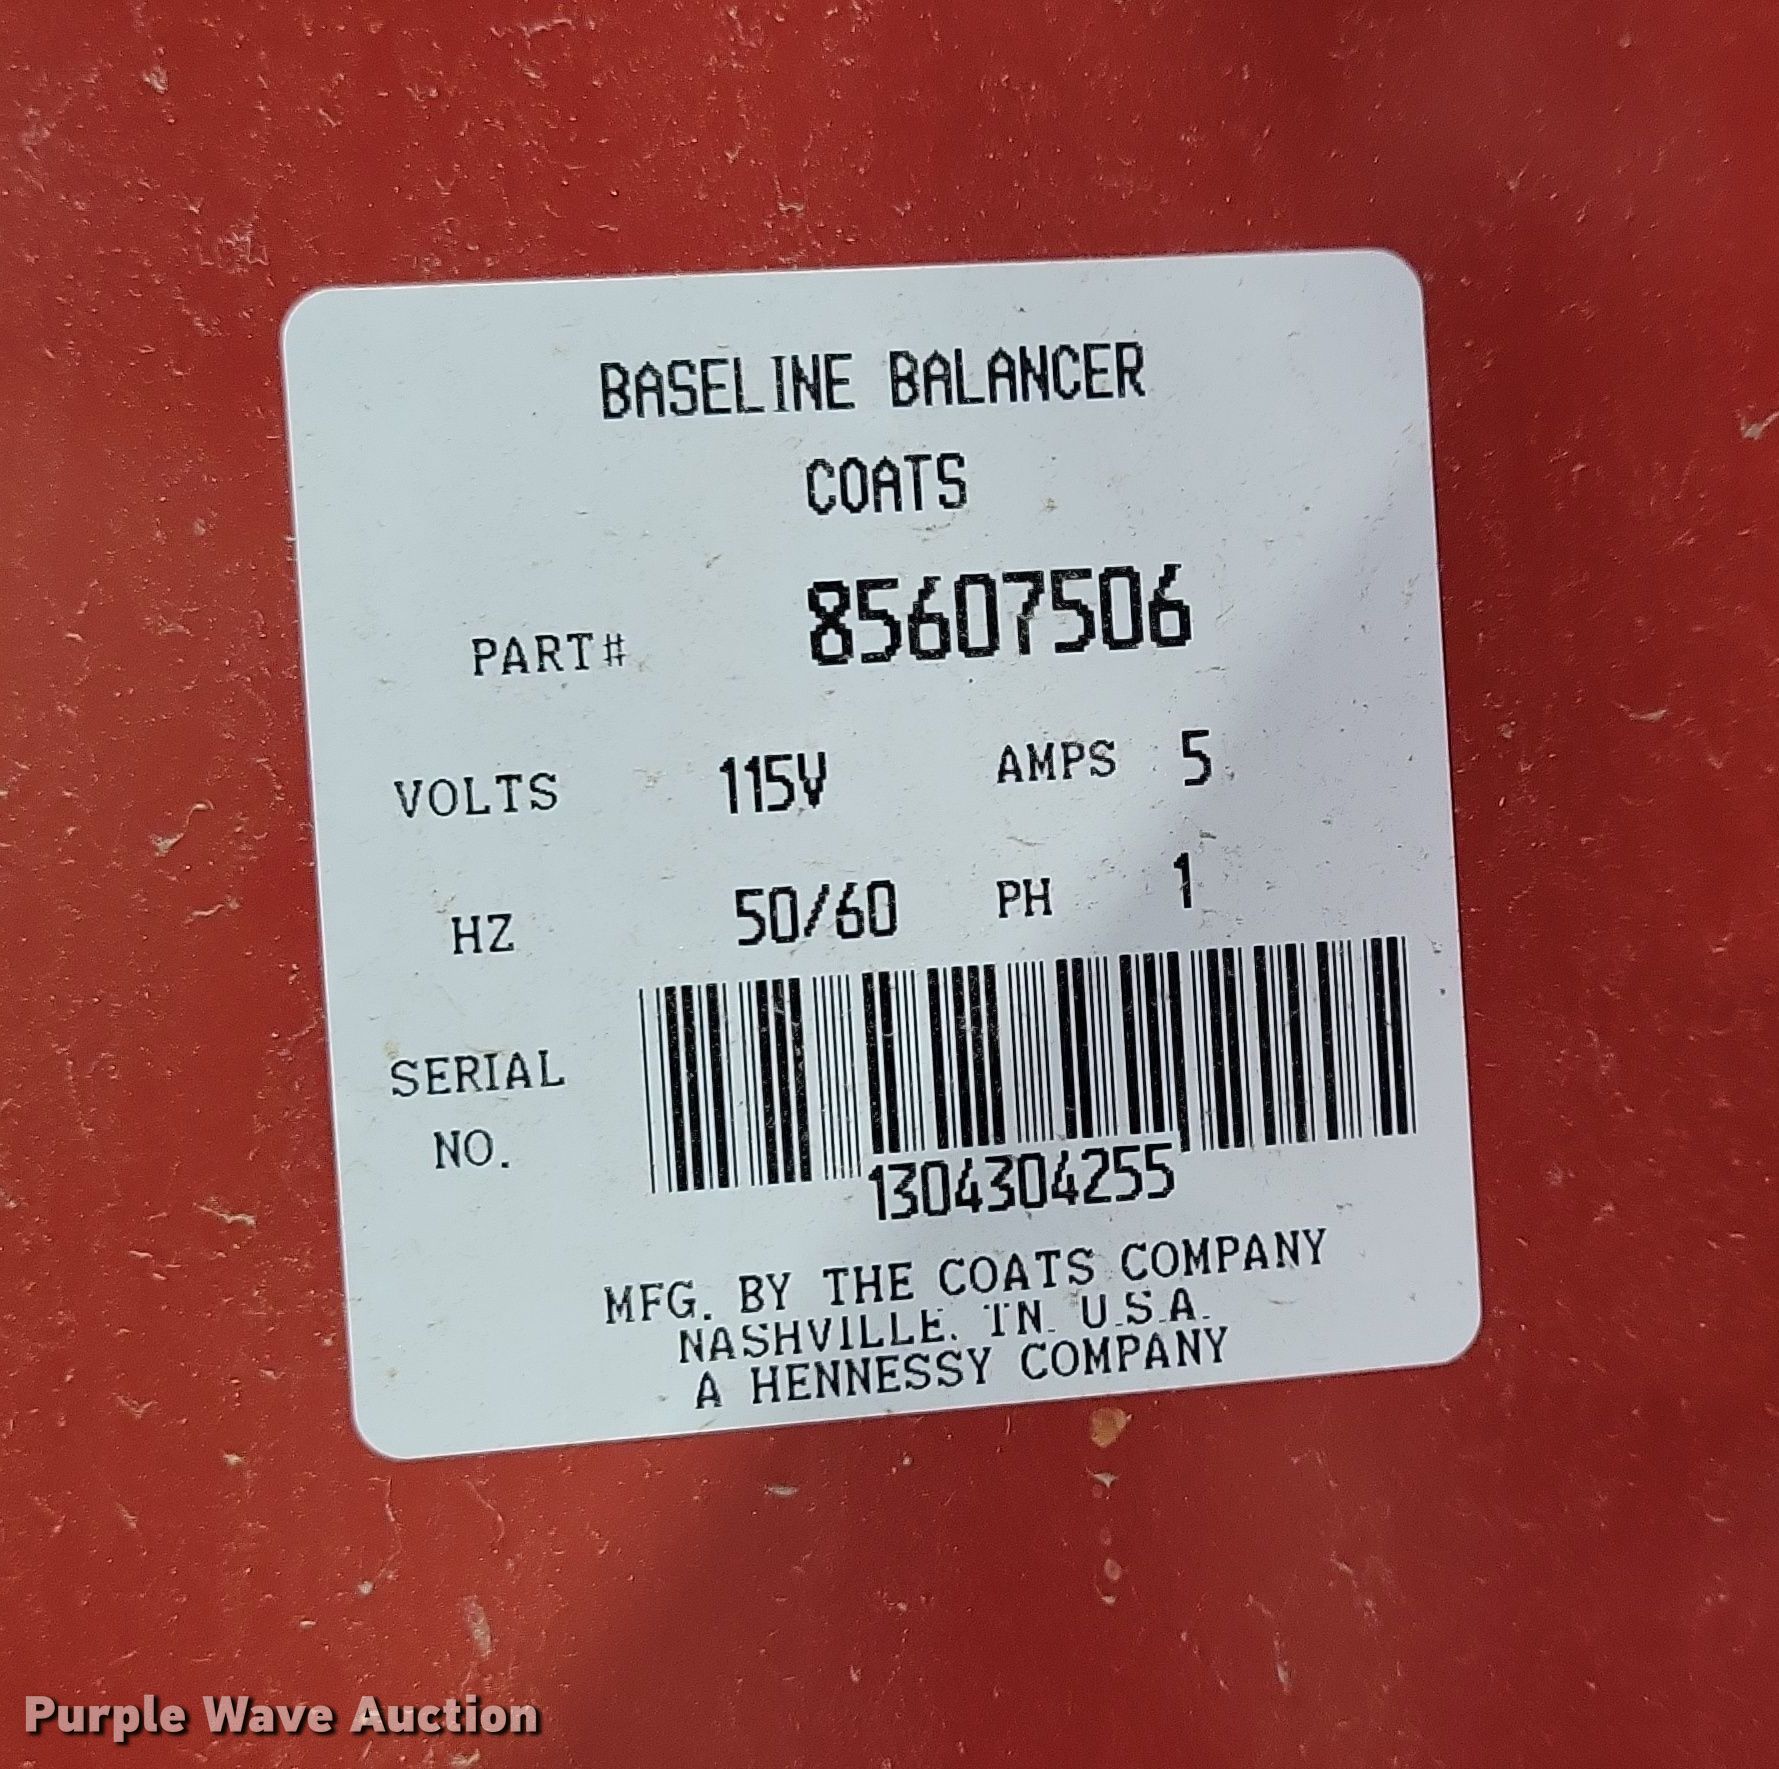 BASELINE BALANCER
COATS
PART# 85607506
VOLTS 115V AMPS 5
HZ 50/60 PH 1
SERIAL
NO.
1304304255
MFG. BY THE COATS COMPANY
NASHVILLE. TN. U.S.A.
A HENNESSY COMPANY
Purple Wave Auction